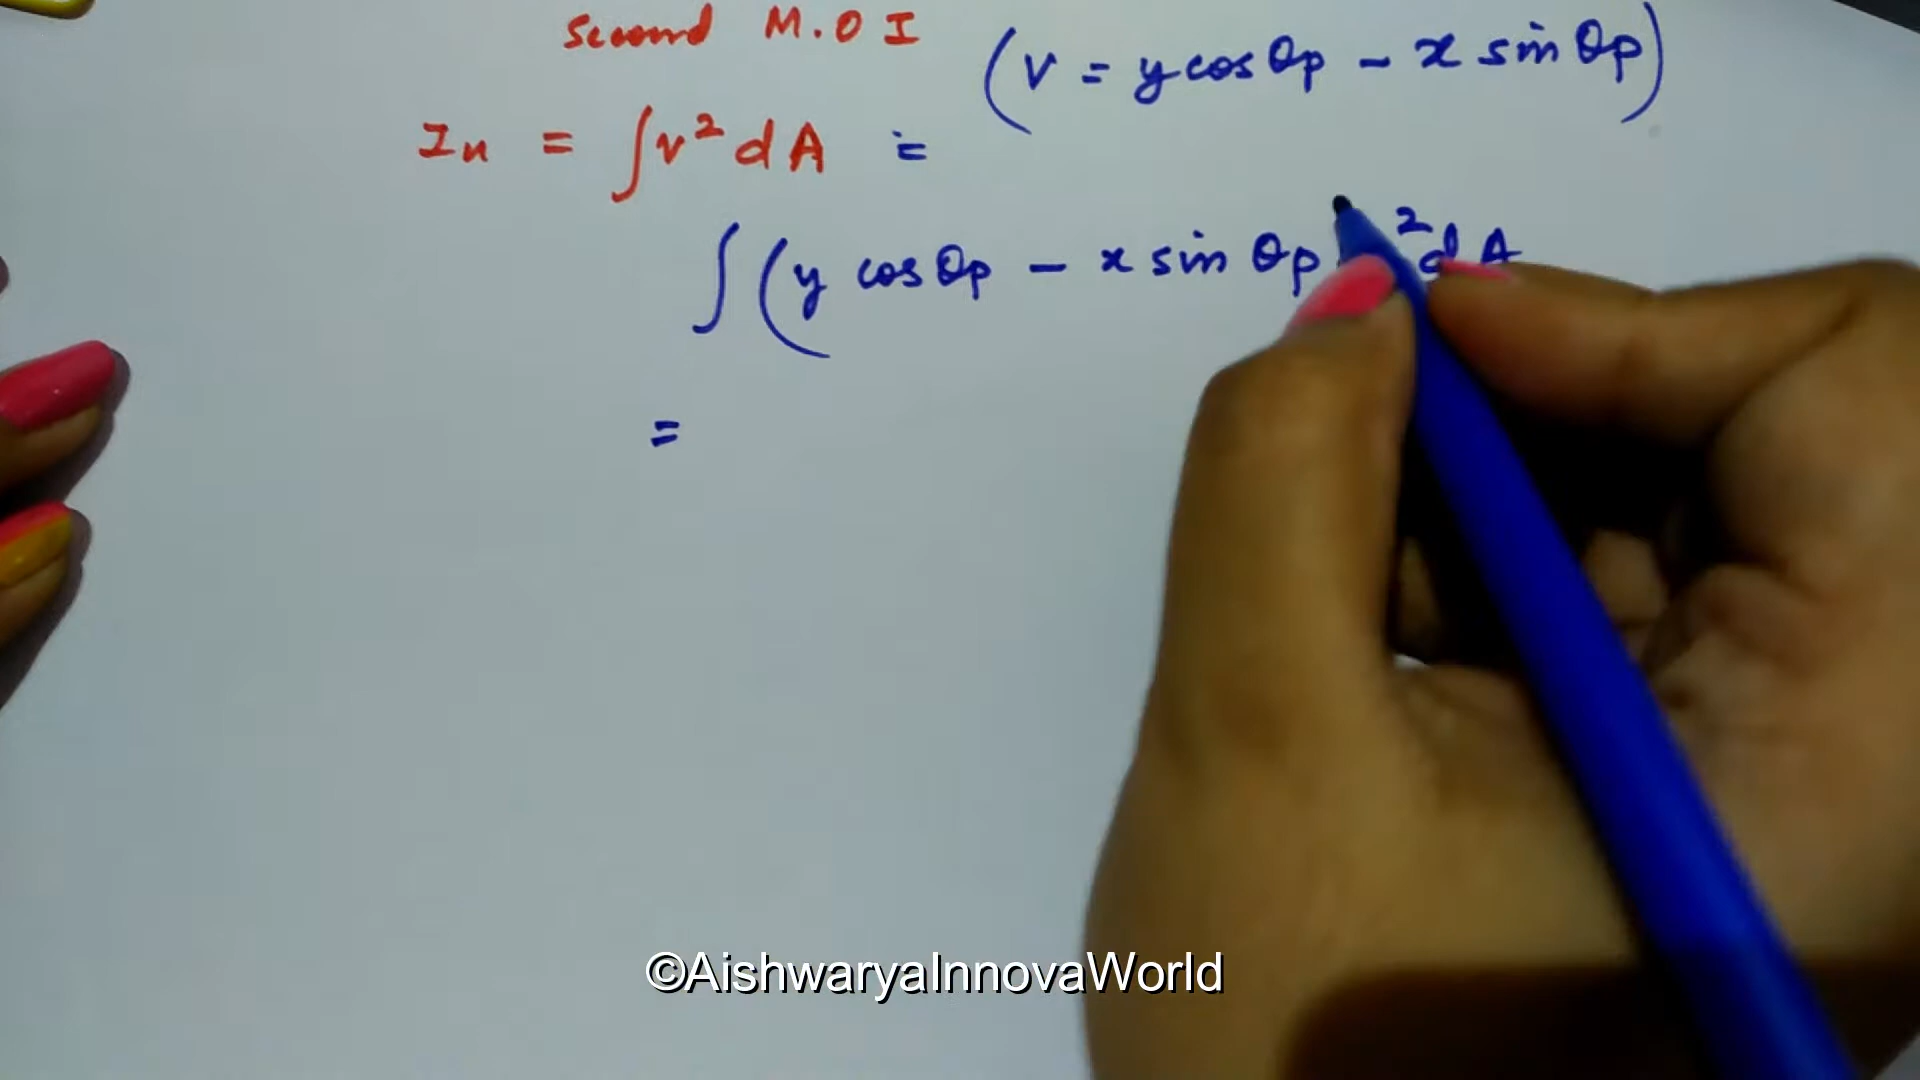 Second M.O I
(v = y cos θp - x sin θp)
Iu = ∫v² dA =
∫(y cos θp - x sin θp)² dA
=
©AishwaryaInnovaWorld